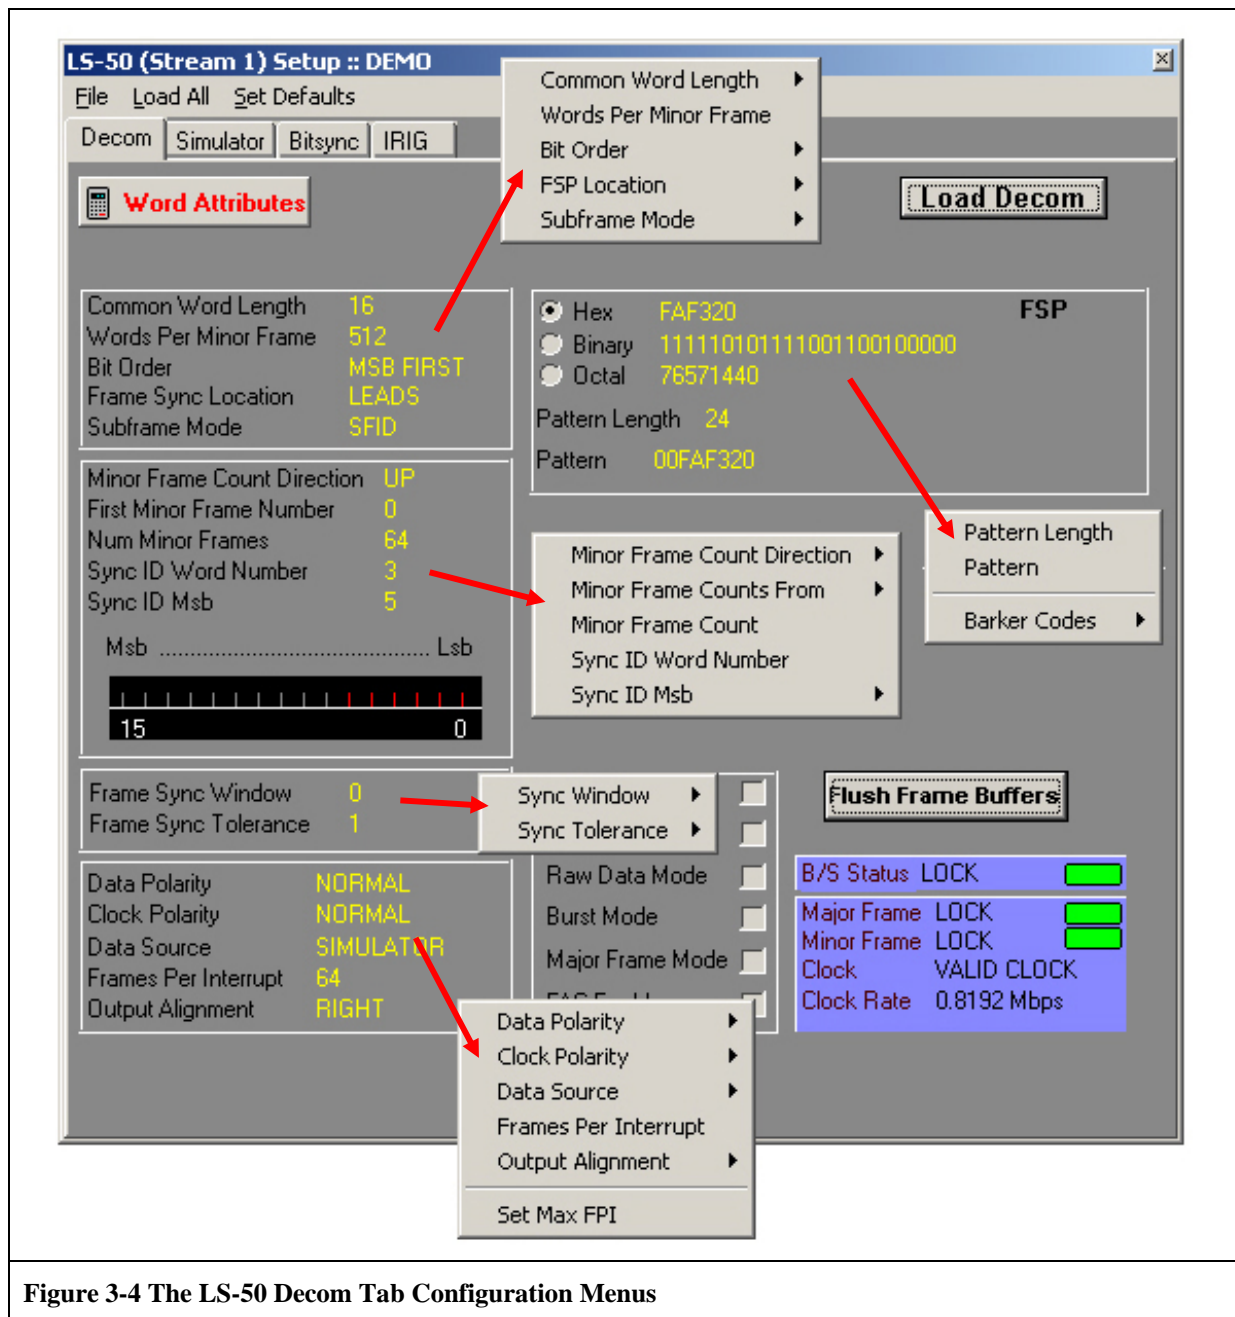 LS-50 (Stream 1) Setup :: DEMO
File Load All Set Defaults
Decom Simulator Bitsync IRIG
Common Word Length
Words Per Minor Frame
Bit Order
FSP Location
Subframe Mode
Word Attributes
Load Decom
Common Word Length 16
Words Per Minor Frame 512
Bit Order MSB FIRST
Frame Sync Location LEADS
Subframe Mode SFID
Hex FAF320 FSP
Binary 111110101111001100100000
Octal 76571440
Pattern Length 24
Pattern 00FAF320
Minor Frame Count Direction UP
First Minor Frame Number 0
Num Minor Frames 64
Sync ID Word Number 3
Sync ID Msb 5
Msb ........................................ Lsb
15 0
Minor Frame Count Direction
Minor Frame Counts From
Minor Frame Count
Sync ID Word Number
Sync ID Msb
Pattern Length
Pattern
Barker Codes
Frame Sync Window 0
Frame Sync Tolerance 1
Sync Window
Sync Tolerance
Flush Frame Buffers
Data Polarity NORMAL
Clock Polarity NORMAL
Data Source SIMULATOR
Frames Per Interrupt 64
Output Alignment RIGHT
Raw Data Mode
Burst Mode
Major Frame Mode
B/S Status LOCK
Major Frame LOCK
Minor Frame LOCK
Clock VALID CLOCK
Clock Rate 0.8192 Mbps
Data Polarity
Clock Polarity
Data Source
Frames Per Interrupt
Output Alignment
Set Max FPI
Figure 3-4 The LS-50 Decom Tab Configuration Menus